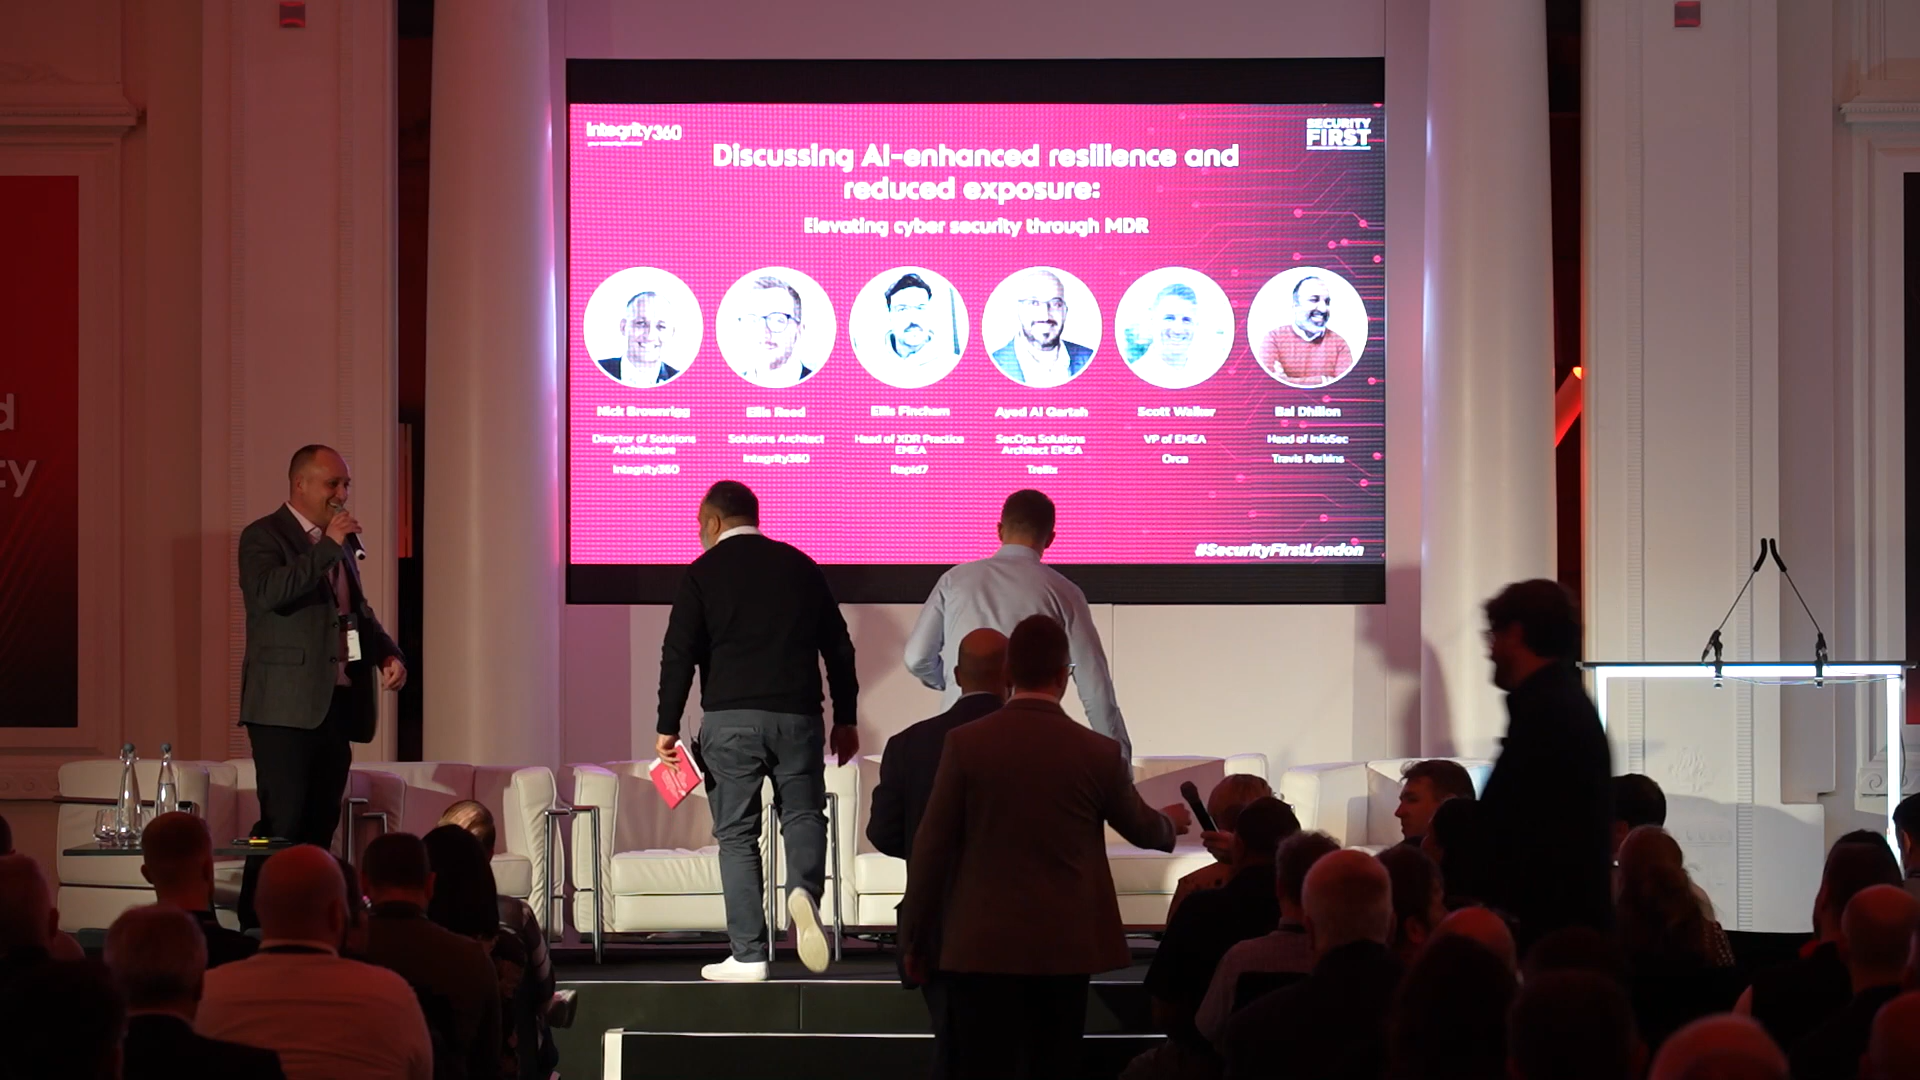 Integrity360
SECURITY
FIRST
Discussing AI-enhanced resilience and
reduced exposure:
Elevating cyber security through MDR
Nick Brownrigg
Director of Solutions
Architecture
Integrity360
Ellis Reed
Solutions Architect
Integrity360
Ellis Fincham
Head of XDR Practice
EMEA
Rapid7
Ayed Al Qartah
SecOps Solutions
Architect EMEA
Trellix
Scott Walker
VP of EMEA
Orca
Bal Dhillon
Head of InfoSec
Travis Perkins
#SecurityFirstLondon
d
ty